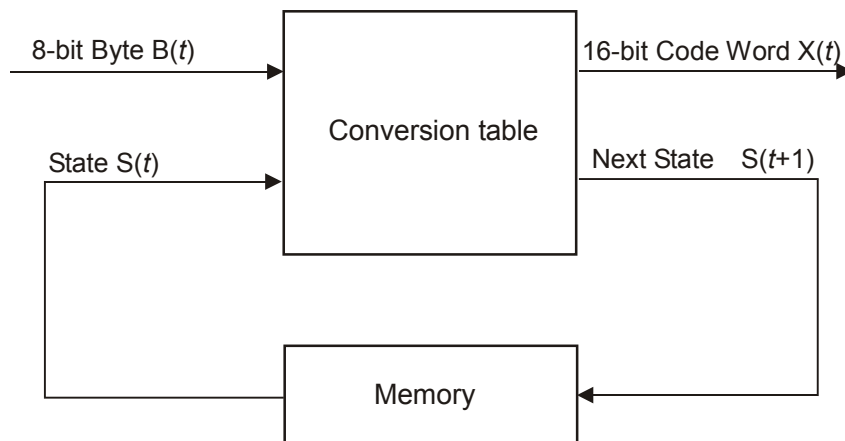 8-bit Byte B(t)
16-bit Code Word X(t)
Conversion table
State S(t)
Next State S(t+1)
Memory